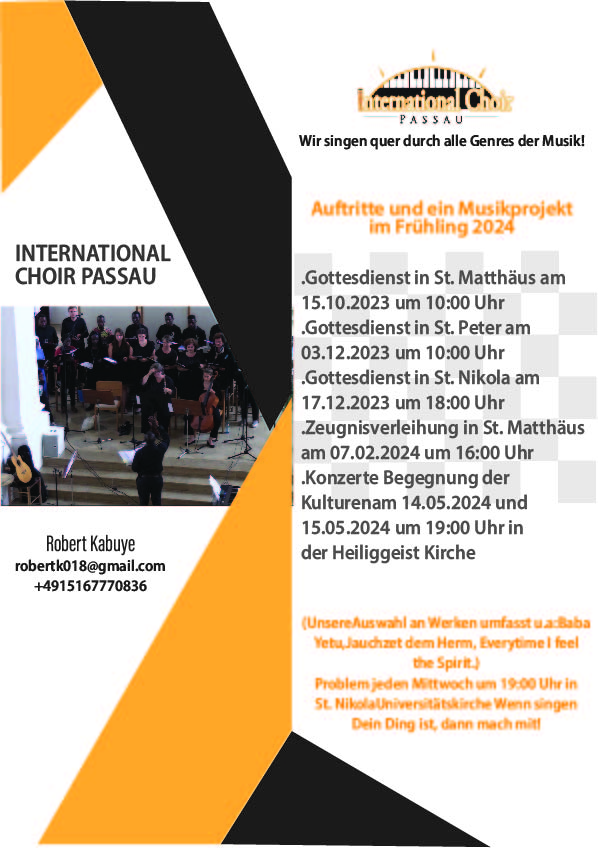 International Choir
PASSAU
Wir singen quer durch alle Genres der Musik!
Auftritte und ein Musikprojekt
im Frühling 2024
INTERNATIONAL
CHOIR PASSAU
.Gottesdienst in St. Matthäus am
15.10.2023 um 10:00 Uhr
.Gottesdienst in St. Peter am
03.12.2023 um 10:00 Uhr
.Gottesdienst in St. Nikola am
17.12.2023 um 18:00 Uhr
.Zeugnisverleihung in St. Matthäus
am 07.02.2024 um 16:00 Uhr
.Konzerte Begegnung der
Kulturenam 14.05.2024 und
15.05.2024 um 19:00 Uhr in
der Heiliggeist Kirche
Robert Kabuye
robertk018@gmail.com
+4915167770836
(UnsereAuswahl an Werken umfasst u.a:Baba
Yetu,Jauchzet dem Herrn, Everytime I feel
the Spirit.)
Problem jeden Mittwoch um 19:00 Uhr in
St. NikolaUniversitätskirche Wenn singen
Dein Ding ist, dann mach mit!